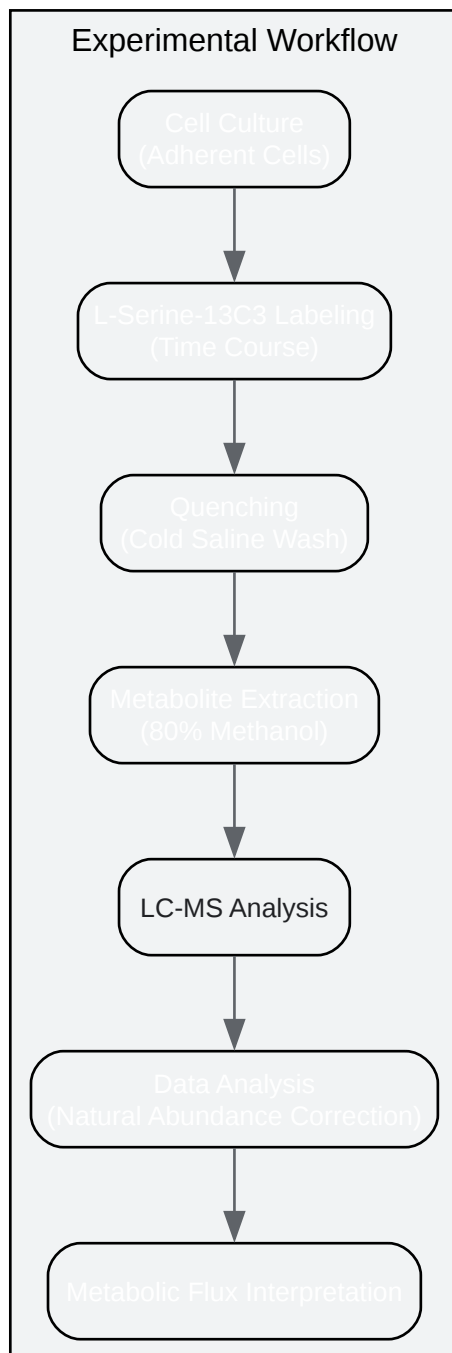 Experimental Workflow
Cell Culture
(Adherent Cells)
L-Serine-13C3 Labeling
(Time Course)
Quenching
(Cold Saline Wash)
Metabolite Extraction
(80% Methanol)
LC-MS Analysis
Data Analysis
(Natural Abundance Correction)
Metabolic Flux Interpretation